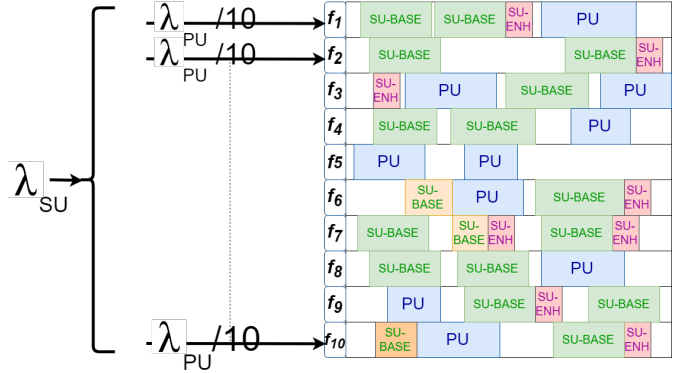 λ PU /10 f1 SU-BASE SU-BASE SU-ENH PU
λ PU /10 f2 SU-BASE SU-BASE SU-ENH
f3 SU-ENH PU SU-BASE PU
f4 SU-BASE SU-BASE PU
f5 PU PU
λ SU
f6 SU-BASE PU SU-BASE SU-ENH
f7 SU-BASE SU-BASE SU-ENH SU-BASE SU-ENH
f8 SU-BASE SU-BASE PU
f9 PU SU-BASE SU-ENH SU-BASE
λ PU /10 f10 SU-BASE PU SU-BASE SU-ENH